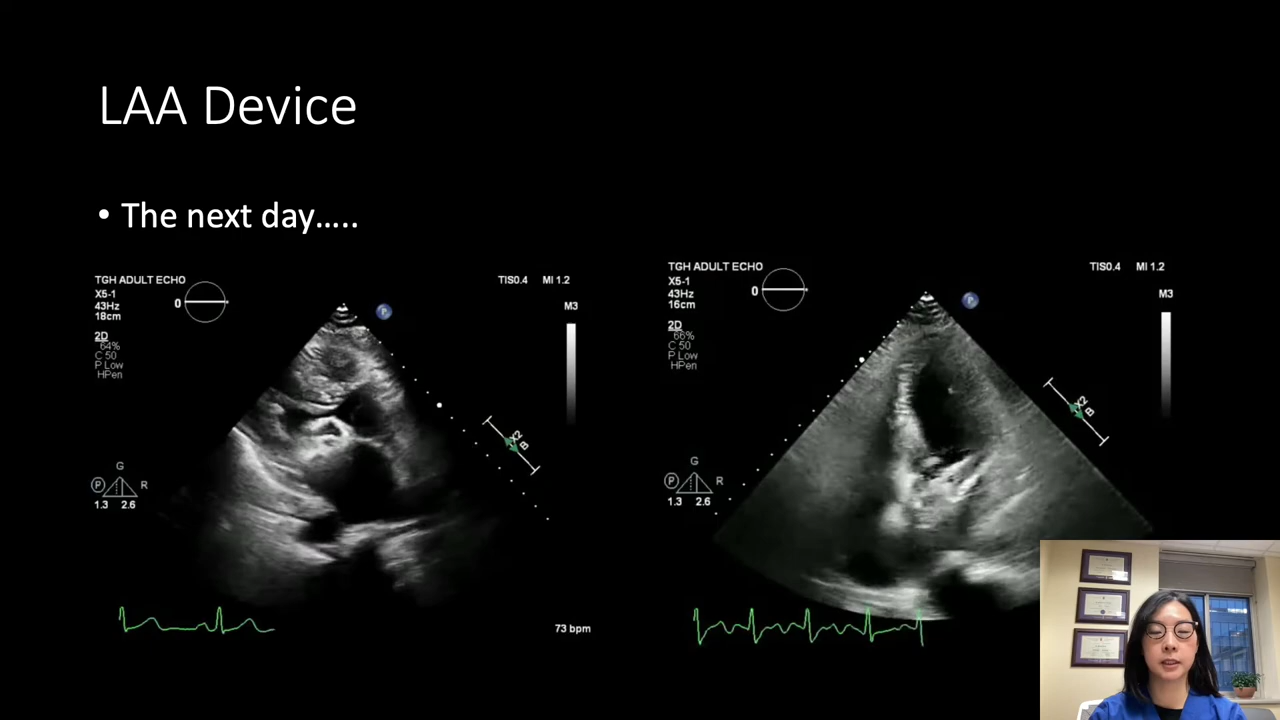 LAA Device
• The next day…..
TGH ADULT ECHO
X5-1
43Hz
18cm
0
2D
64%
C 50
P Low
HPen
TIS0.4 MI 1.2
M3
P
X2
B
G
P R
1.3 2.6
73 bpm
TGH ADULT ECHO
X5-1
43Hz
16cm
0
2D
66%
C 50
P Low
HPen
TIS0.4 MI 1.2
M3
P
X2
B
G
P R
1.3 2.6